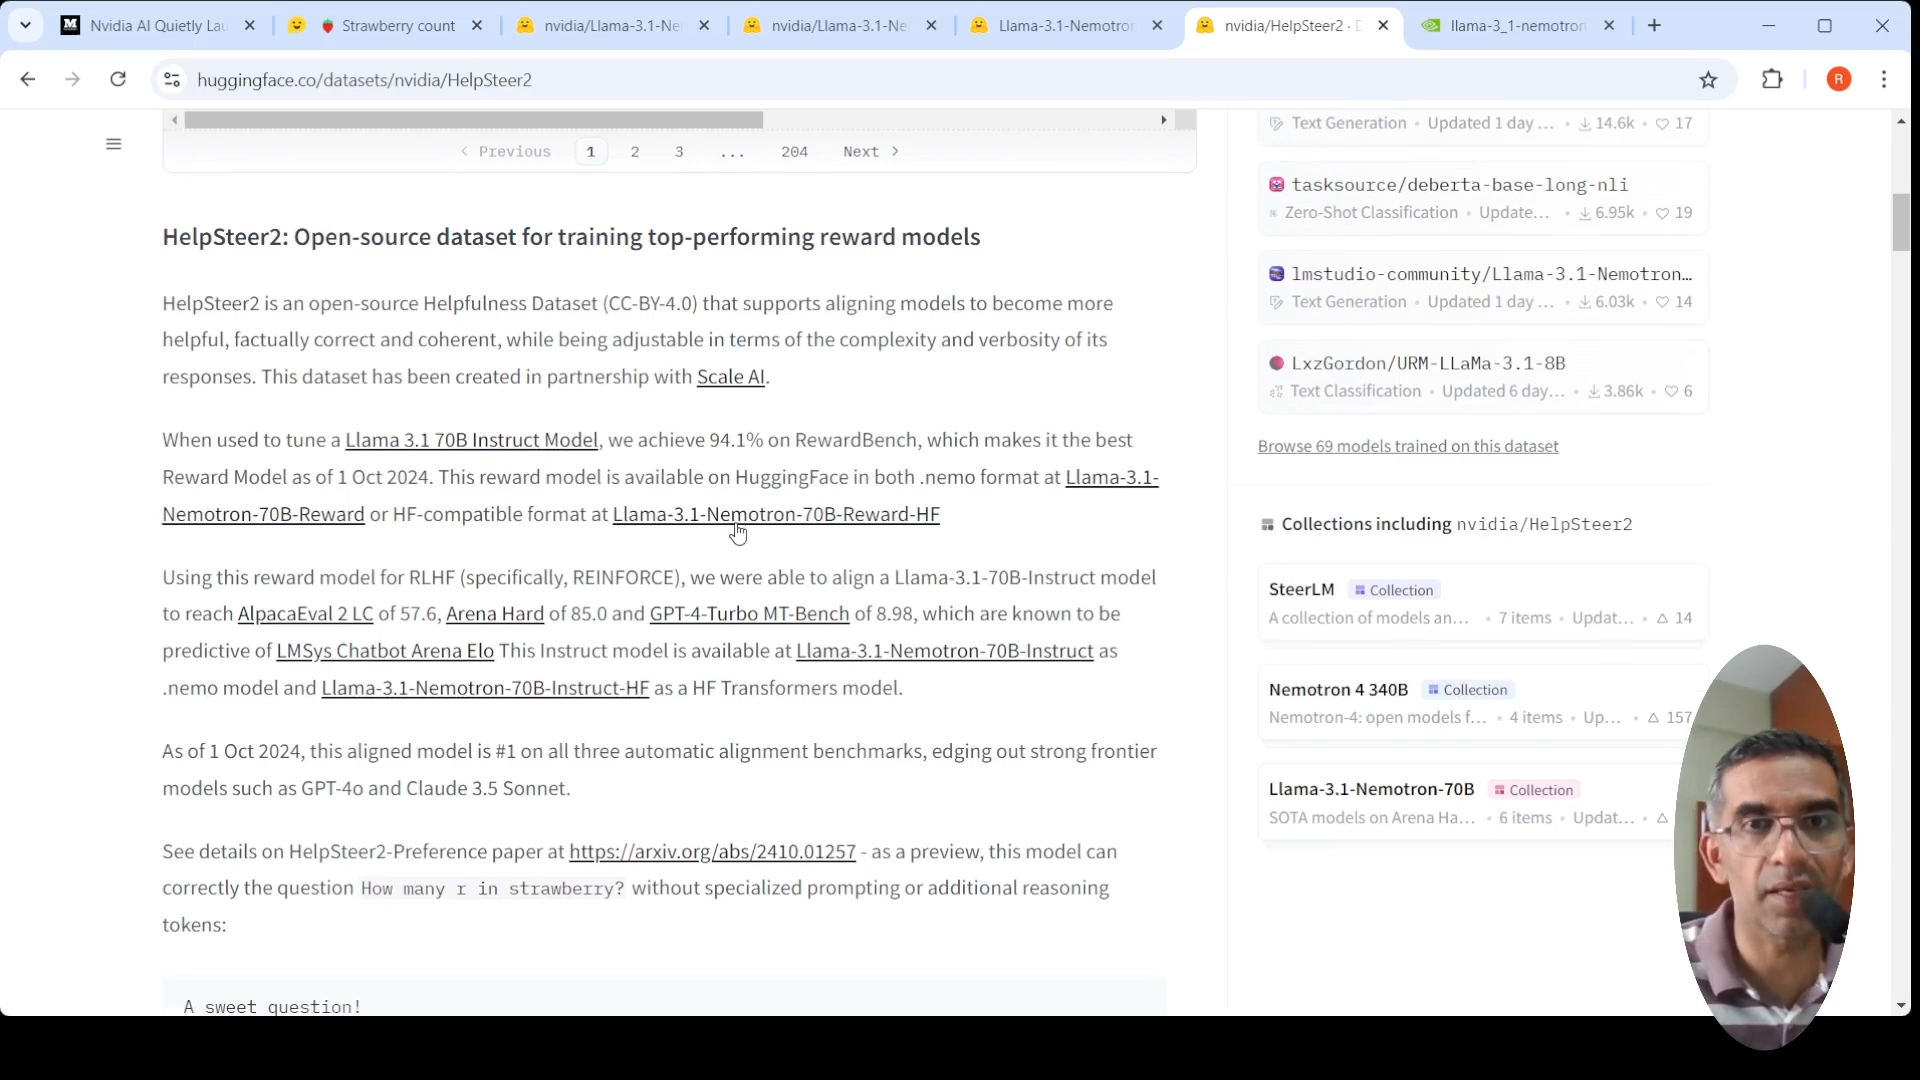 Nvidia AI Quietly Lau
🍓 Strawberry count
nvidia/Llama-3.1-Ne
nvidia/Llama-3.1-Ne
Llama-3.1-Nemotron
nvidia/HelpSteer2 · D
llama-3_1-nemotron
huggingface.co/datasets/nvidia/HelpSteer2
R
Previous 1 2 3 ... 204 Next
HelpSteer2: Open-source dataset for training top-performing reward models
HelpSteer2 is an open-source Helpfulness Dataset (CC-BY-4.0) that supports aligning models to become more
helpful, factually correct and coherent, while being adjustable in terms of the complexity and verbosity of its
responses. This dataset has been created in partnership with Scale AI.
When used to tune a Llama 3.1 70B Instruct Model, we achieve 94.1% on RewardBench, which makes it the best
Reward Model as of 1 Oct 2024. This reward model is available on HuggingFace in both .nemo format at Llama-3.1-
Nemotron-70B-Reward or HF-compatible format at Llama-3.1-Nemotron-70B-Reward-HF
Using this reward model for RLHF (specifically, REINFORCE), we were able to align a Llama-3.1-70B-Instruct model
to reach AlpacaEval 2 LC of 57.6, Arena Hard of 85.0 and GPT-4-Turbo MT-Bench of 8.98, which are known to be
predictive of LMSys Chatbot Arena Elo This Instruct model is available at Llama-3.1-Nemotron-70B-Instruct as
.nemo model and Llama-3.1-Nemotron-70B-Instruct-HF as a HF Transformers model.
As of 1 Oct 2024, this aligned model is #1 on all three automatic alignment benchmarks, edging out strong frontier
models such as GPT-4o and Claude 3.5 Sonnet.
See details on HelpSteer2-Preference paper at https://arxiv.org/abs/2410.01257 - as a preview, this model can
correctly the question How many r in strawberry? without specialized prompting or additional reasoning
tokens:
A sweet question!
Text Generation • Updated 1 day ... • 14.6k • 17
tasksource/deberta-base-long-nli
Zero-Shot Classification • Update... • 6.95k • 19
lmstudio-community/Llama-3.1-Nemotron...
Text Generation • Updated 1 day ... • 6.03k • 14
LxzGordon/URM-LLaMa-3.1-8B
Text Classification • Updated 6 day... • 3.86k • 6
Browse 69 models trained on this dataset
Collections including nvidia/HelpSteer2
SteerLM Collection
A collection of models an... • 7 items • Updat... • 14
Nemotron 4 340B Collection
Nemotron-4: open models f... • 4 items • Up... • 157
Llama-3.1-Nemotron-70B Collection
SOTA models on Arena Ha... • 6 items • Updat... •